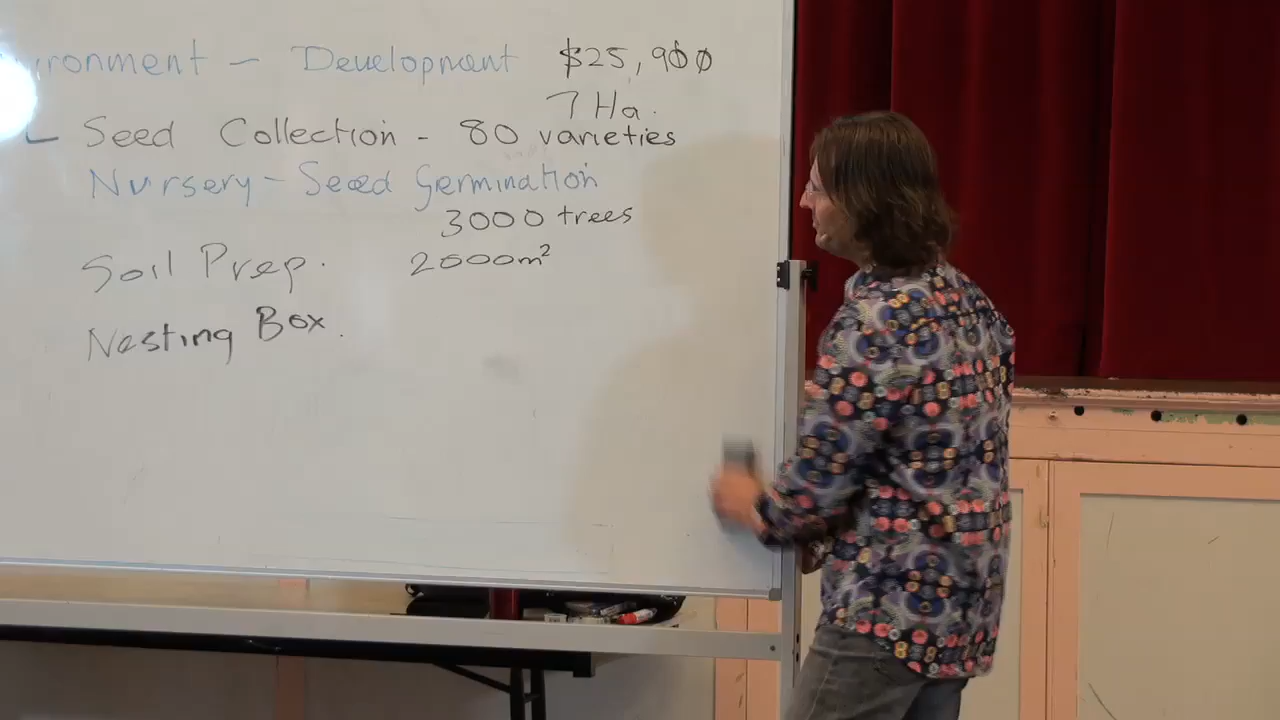 ironment - Development $25,900
7 Ha.
- Seed Collection - 80 varieties
Nursery - Seed Germination
3000 trees
Soil Prep. 2000m²
Nesting Box.